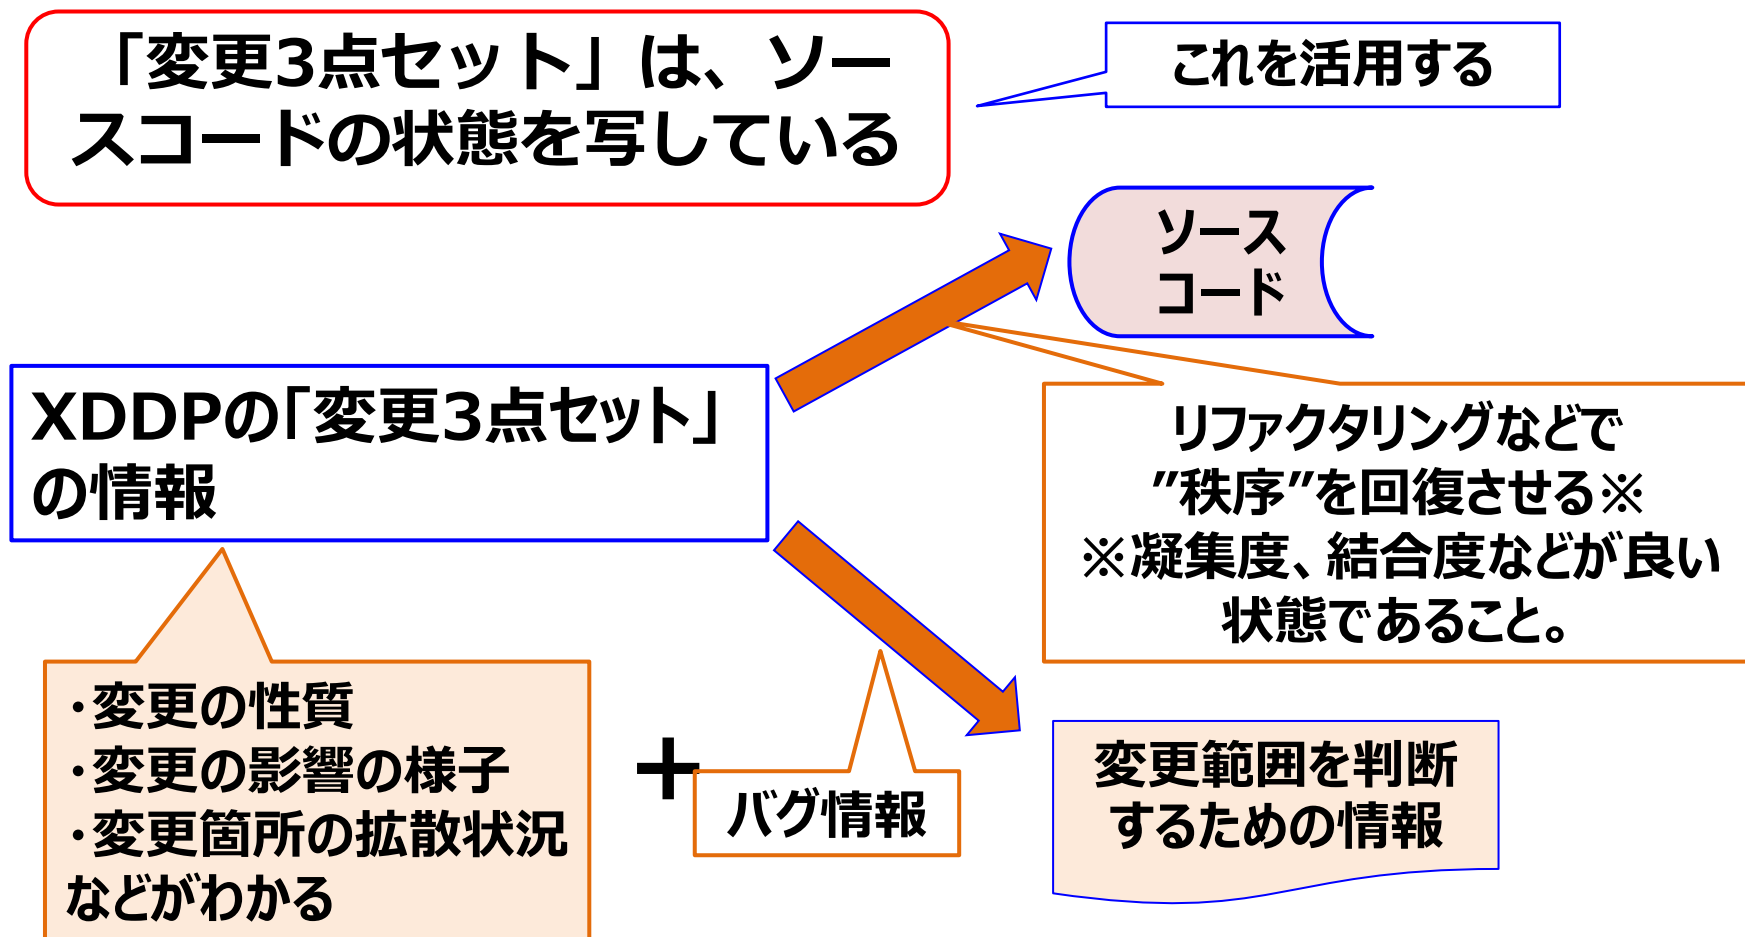 「変更3点セット」は、ソー
スコードの状態を写している
これを活用する
ソース
コード
XDDPの「変更3点セット」
の情報
リファクタリングなどで
”秩序”を回復させる※
※凝集度、結合度などが良い
状態であること。
・変更の性質
・変更の影響の様子
・変更箇所の拡散状況
などがわかる
＋
バグ情報
変更範囲を判断
するための情報